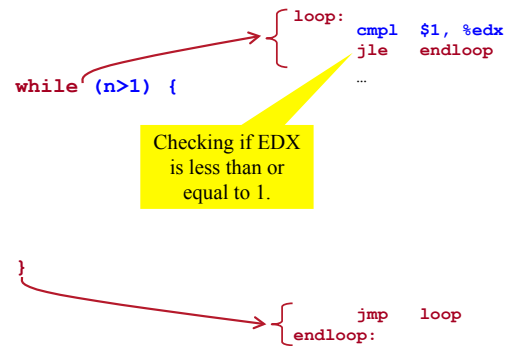 loop:
cmpl $1, %edx
jle endloop
…
while (n>1) {
Checking if EDX
is less than or
equal to 1.
}
jmp loop
endloop: